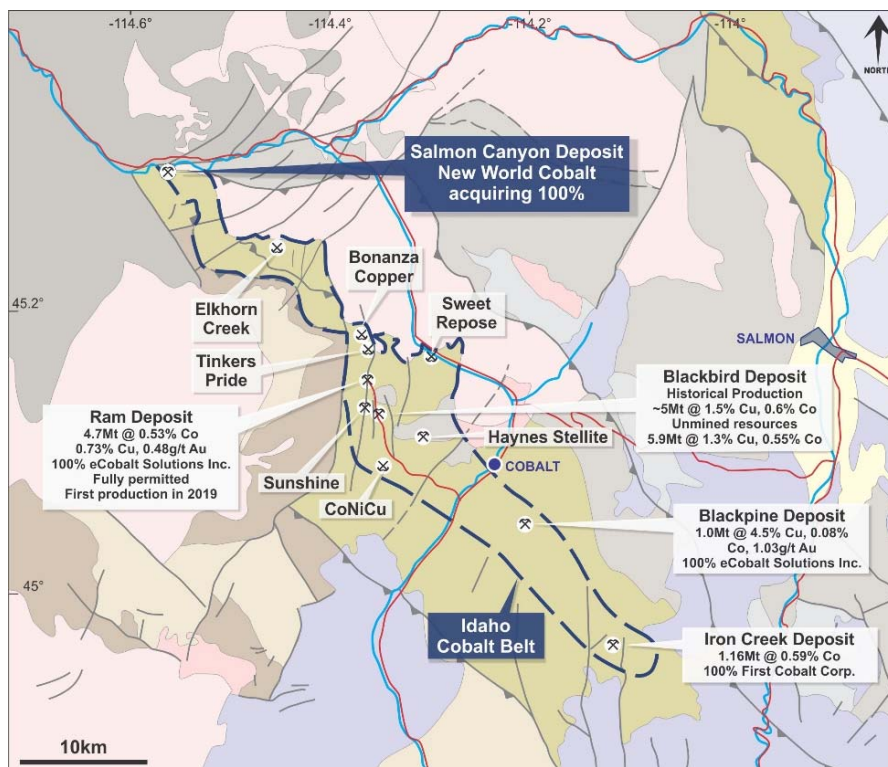 -114.6°
-114.4°
-114.2°
-114°
NORTH
Salmon Canyon Deposit
New World Cobalt
acquiring 100%
45.2°
Elkhorn
Creek
Bonanza
Copper
Sweet
Repose
Tinkers
Pride
SALMON
Ram Deposit
4.7Mt @ 0.53% Co
0.73% Cu, 0.48g/t Au
100% eCobalt Solutions Inc.
Fully permitted
First production in 2019
Blackbird Deposit
Historical Production
~5Mt @ 1.5% Cu, 0.6% Co
Unmined resources
5.9Mt @ 1.3% Cu, 0.55% Co
Haynes Stellite
Sunshine
COBALT
CoNiCu
Blackpine Deposit
1.0Mt @ 4.5% Cu, 0.08%
Co, 1.03g/t Au
100% eCobalt Solutions Inc.
45°
Idaho
Cobalt Belt
Iron Creek Deposit
1.16Mt @ 0.59% Co
100% First Cobalt Corp.
10km